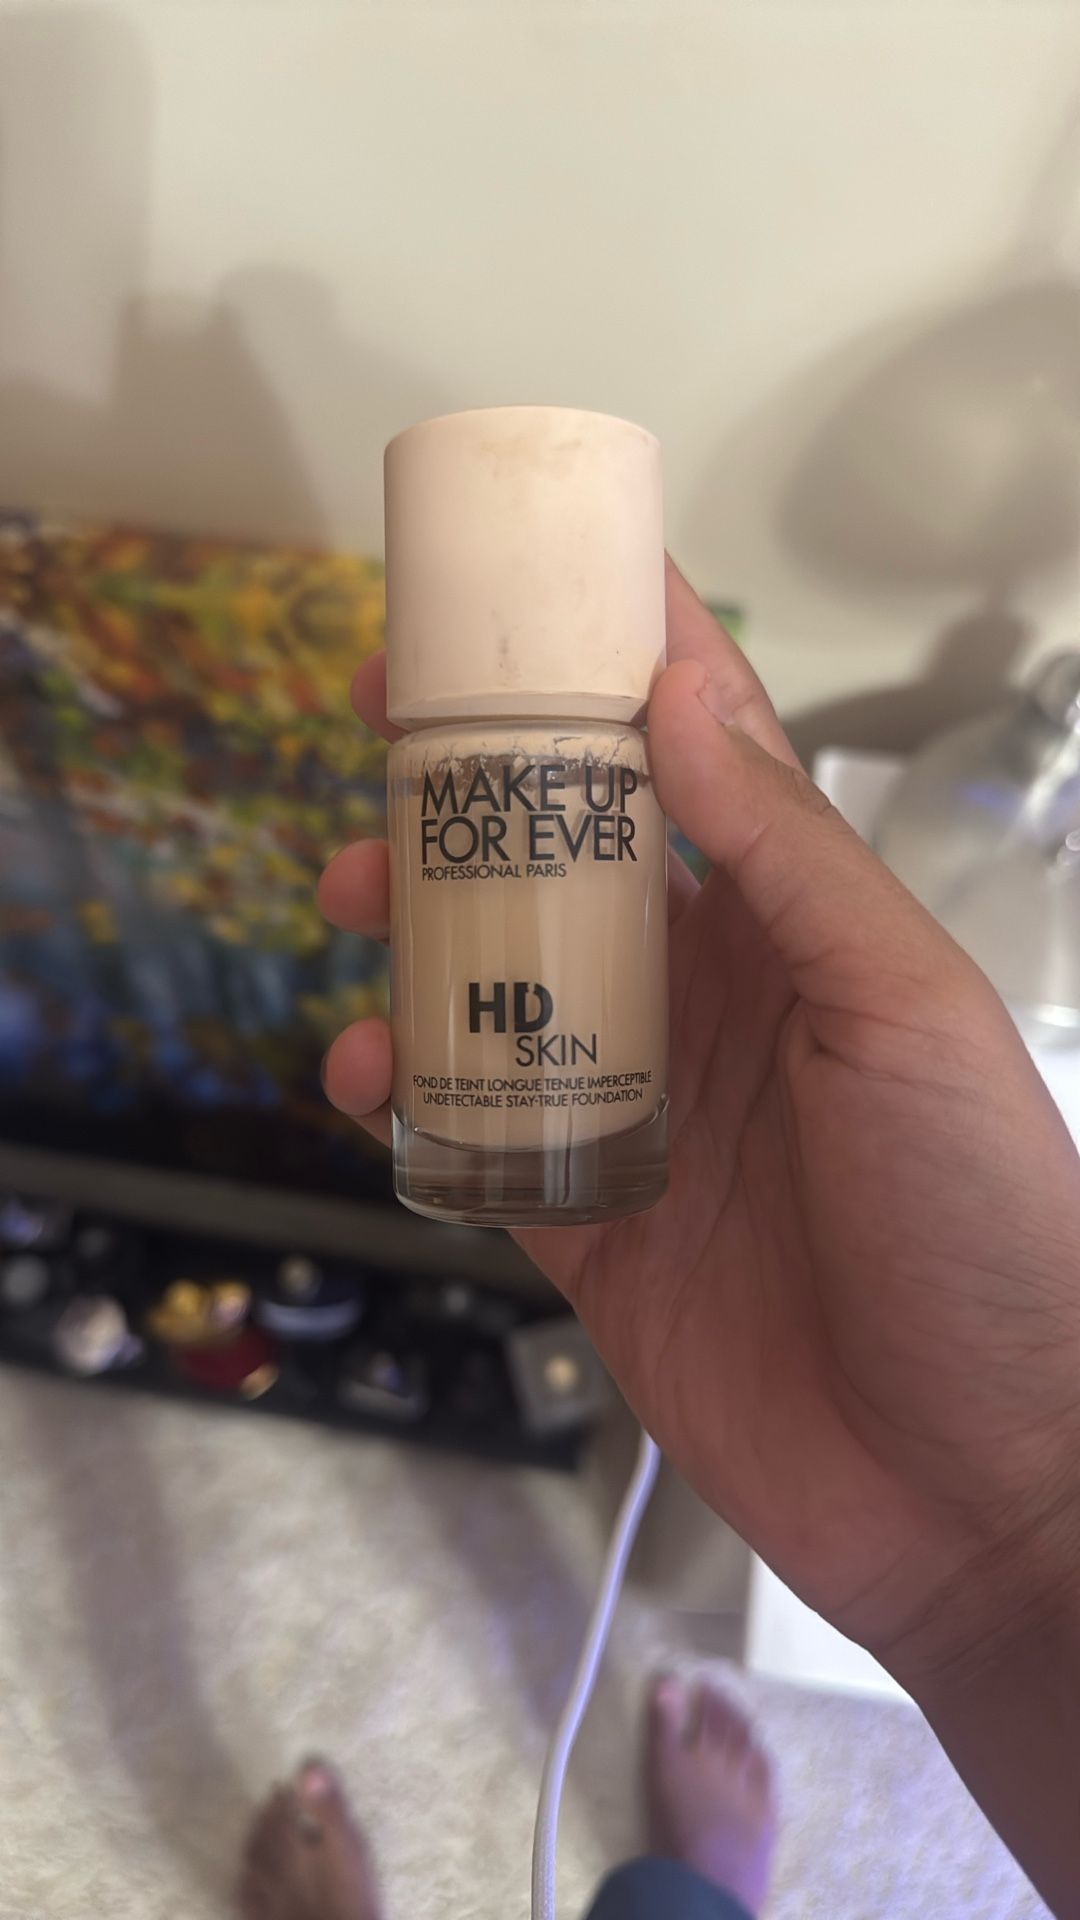 MAKE UP
FOR EVER
PROFESSIONAL PARIS
HD
SKIN
FOND DE TEINT LONGUE TENUE IMPERCEPTIBLE
UNDETECTABLE STAY-TRUE FOUNDATION